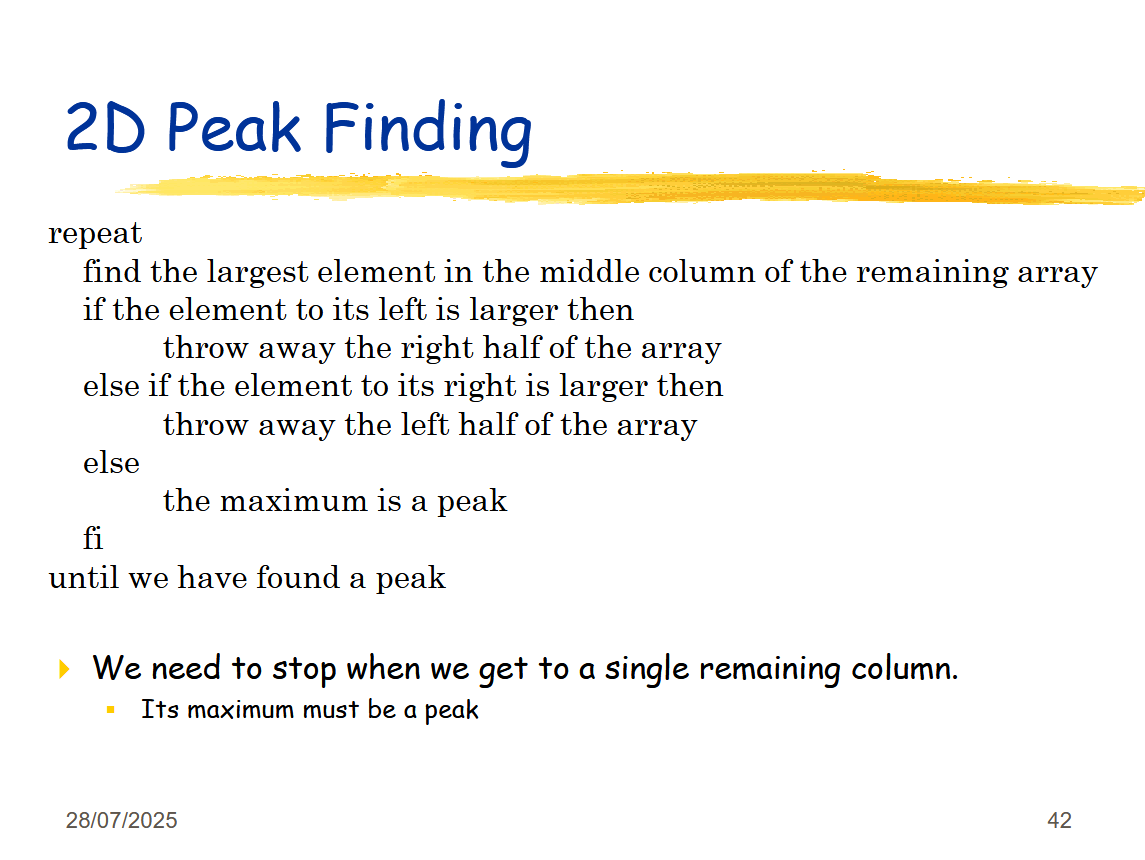 2D Peak Finding
repeat
find the largest element in the middle column of the remaining array
if the element to its left is larger then
throw away the right half of the array
else if the element to its right is larger then
throw away the left half of the array
else
the maximum is a peak
fi
until we have found a peak
We need to stop when we get to a single remaining column.
Its maximum must be a peak
28/07/2025
42